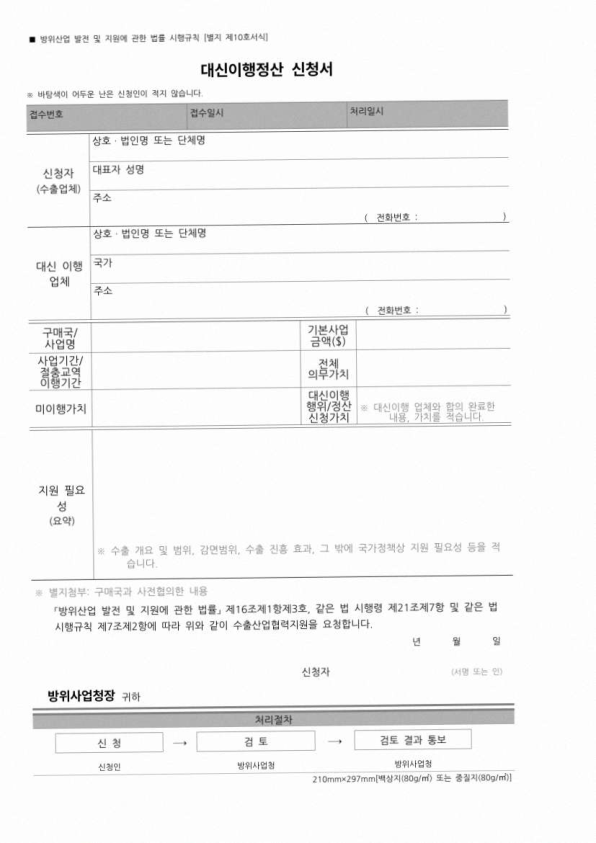 ■ 방위산업 발전 및 지원에 관한 법률 시행규칙 [별지 제10호서식]
대신이행정산 신청서
※ 바탕색이 어두운 난은 신청인이 적지 않습니다.
접수번호 접수일시 처리일시
신청자
(수출업체)
상호ㆍ법인명 또는 단체명
대표자 성명
주소
( 전화번호 : )
대신 이행
업체
상호ㆍ법인명 또는 단체명
국가
주소
( 전화번호 : )
구매국/
사업명
기본사업
금액($)
사업기간/
절충교역
이행기간
전체
의무가치
미이행가치
대신이행
행위/정산
신청가치
※ 대신이행 업체와 합의 완료한
내용, 가치를 적습니다.
지원 필요
성
(요약)
※ 수출 개요 및 범위, 감면범위, 수출 진흥 효과, 그 밖에 국가정책상 지원 필요성 등을 적
습니다.
※ 별지첨부: 구매국과 사전협의한 내용
「방위산업 발전 및 지원에 관한 법률」 제16조제1항제3호, 같은 법 시행령 제21조제7항 및 같은 법
시행규칙 제7조제2항에 따라 위와 같이 수출산업협력지원을 요청합니다.
년 월 일
신청자 (서명 또는 인)
방위사업청장 귀하
처리절차
신 청 → 검 토 → 검토 결과 통보
신청인 방위사업청 방위사업청
210mm×297mm[백상지(80g/㎡) 또는 중질지(80g/㎡)]